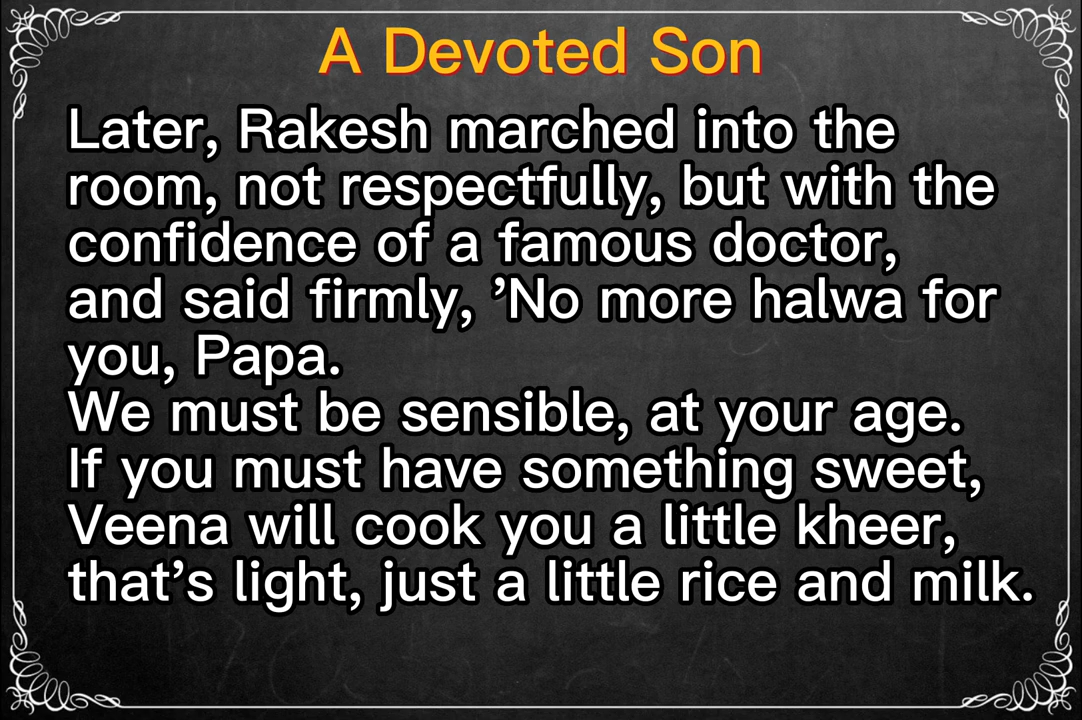 A Devoted Son
Later, Rakesh marched into the
room, not respectfully, but with the
confidence of a famous doctor,
and said firmly, ’No more halwa for
you, Papa.
We must be sensible, at your age.
If you must have something sweet,
Veena will cook you a little kheer,
that’s light, just a little rice and milk.